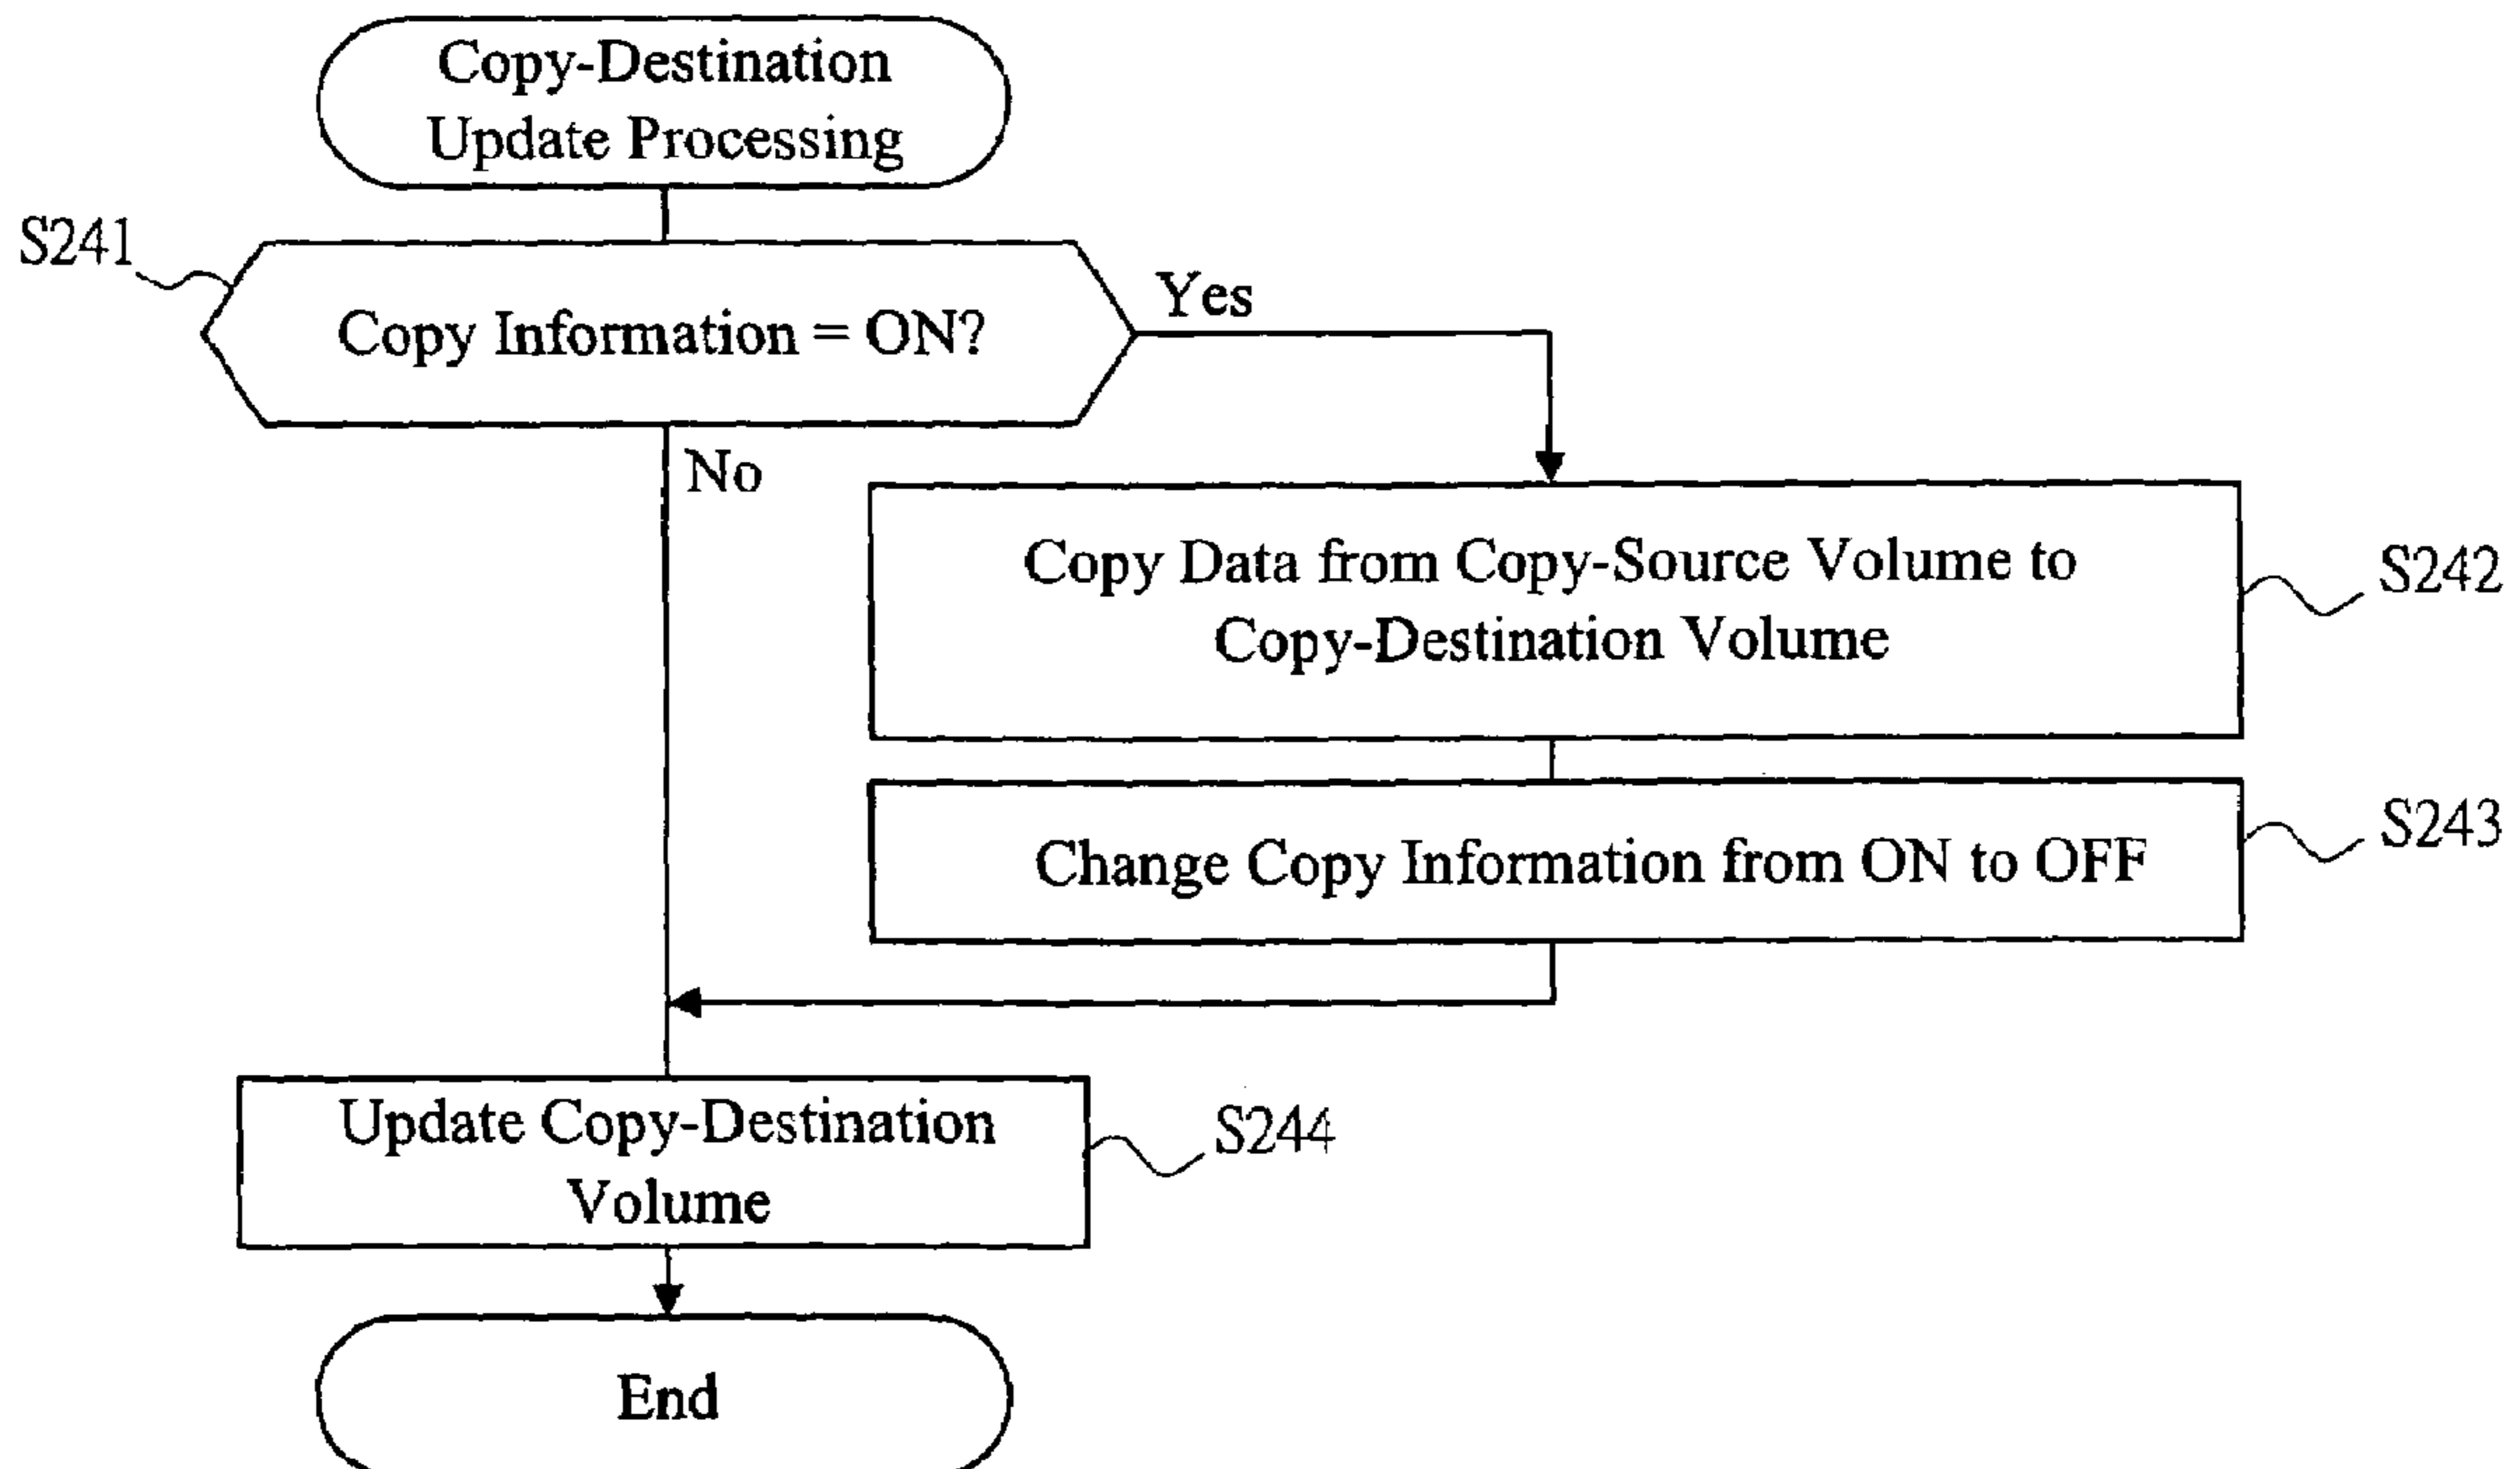 Copy-Destination
Update Processing
S241
Copy Information = ON?
Yes
No
Copy Data from Copy-Source Volume to
Copy-Destination Volume
S242
Change Copy Information from ON to OFF
S243
Update Copy-Destination
Volume
S244
End